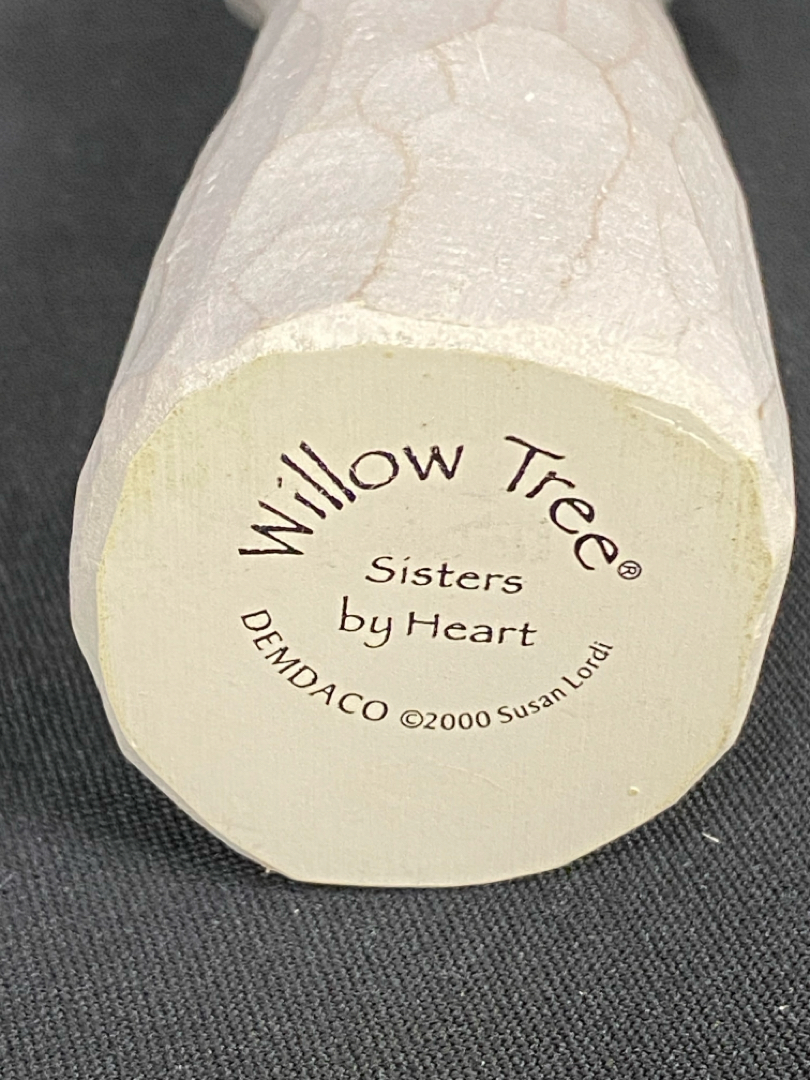 Willow Tree®
Sisters
by Heart
DEMDACO ©2000 Susan Lordi